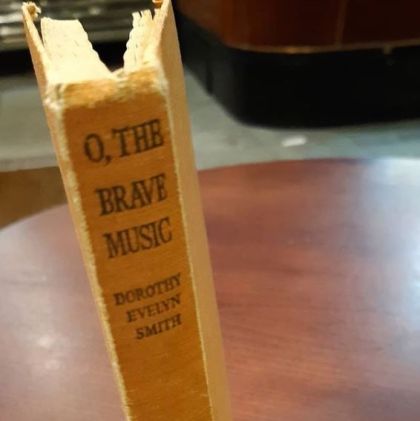 O, THE
BRAVE
MUSIC
DOROTHY
EVELYN
SMITH